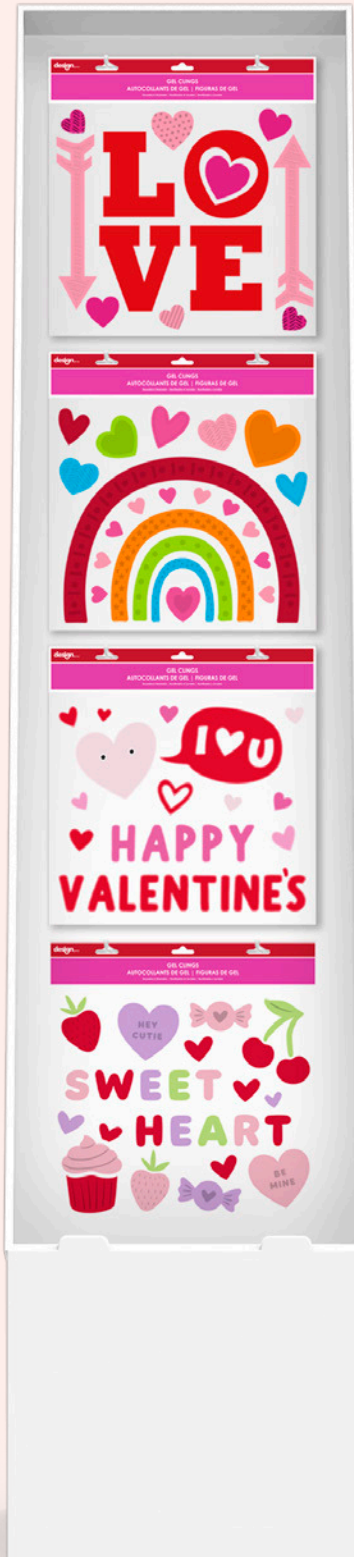 design...
GEL CLINGS
AUTOCOLLANTS DE GEL | FIGURAS DE GEL
LO
VE
design...
GEL CLINGS
AUTOCOLLANTS DE GEL | FIGURAS DE GEL
design...
GEL CLINGS
AUTOCOLLANTS DE GEL | FIGURAS DE GEL
I U
HAPPY
VALENTINE'S
design...
GEL CLINGS
AUTOCOLLANTS DE GEL | FIGURAS DE GEL
HEY
CUTIE
SWEET
HEART
BE
MINE